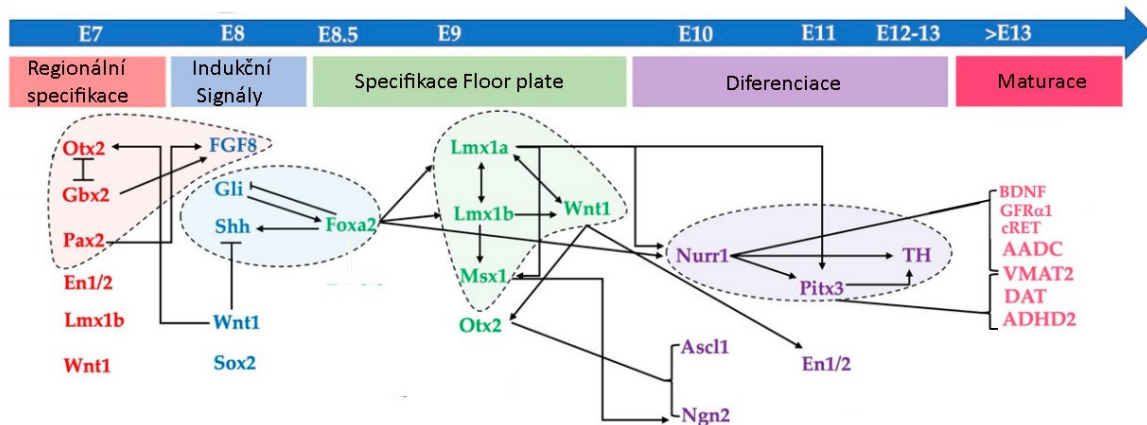 E7 E8 E8.5 E9 E10 E11 E12-13 >E13
Regionální
specifikace
Indukční
Signály
Specifikace Floor plate
Diferenciace
Maturace
Otx2
Gbx2
Pax2
En1/2
Lmx1b
Wnt1
FGF8
Gli
Shh
Foxa2
Wnt1
Sox2
Lmx1a
Lmx1b
Wnt1
Msx1
Otx2
Nurr1
Pitx3
TH
Ascl1
Ngn2
En1/2
BDNF
GFRα1
cRET
AADC
VMAT2
DAT
ADHD2